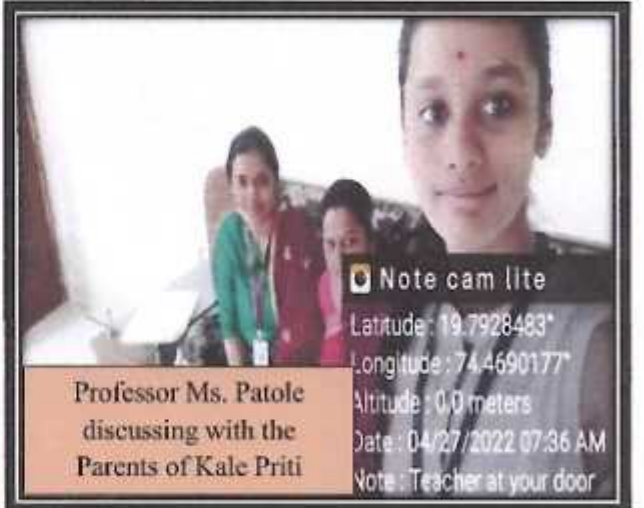 Note cam lite
Latitude : 19.7928483°
Longitude : 74.4690177°
Altitude : 0.0 meters
Date : 04/27/2022 07:36 AM
Note : Teacher at your door
Professor Ms. Patole
discussing with the
Parents of Kale Priti